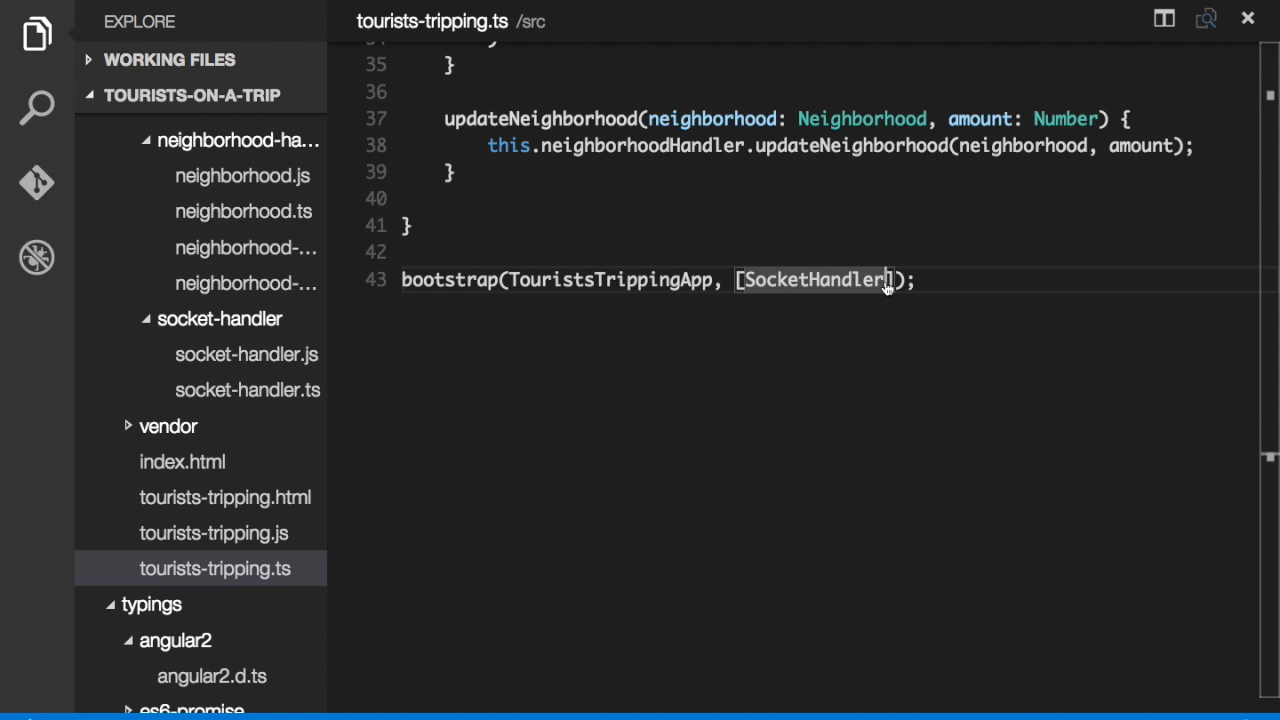 EXPLORE
WORKING FILES
TOURISTS-ON-A-TRIP
neighborhood-ha...
neighborhood.js
neighborhood.ts
neighborhood-...
neighborhood-...
socket-handler
socket-handler.js
socket-handler.ts
vendor
index.html
tourists-tripping.html
tourists-tripping.js
tourists-tripping.ts
typings
angular2
angular2.d.ts
es6-promise
tourists-tripping.ts /src
35 }
36
37 updateNeighborhood(neighborhood: Neighborhood, amount: Number) {
38 this.neighborhoodHandler.updateNeighborhood(neighborhood, amount);
39 }
40
41 }
42
43 bootstrap(TouristsTrippingApp, [SocketHandler]);